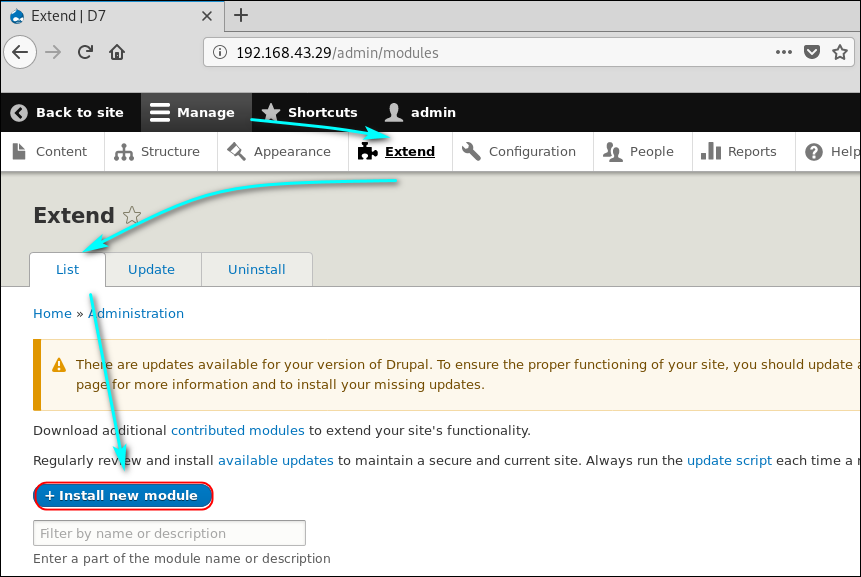 Extend | D7
192.168.43.29/admin/modules
Back to site Manage Shortcuts admin
Content Structure Appearance Extend Configuration People Reports Help
Extend
List Update Uninstall
Home » Administration
There are updates available for your version of Drupal. To ensure the proper functioning of your site, you should update a
page for more information and to install your missing updates.
Download additional contributed modules to extend your site's functionality.
Regularly review and install available updates to maintain a secure and current site. Always run the update script each time a
+ Install new module
Filter by name or description
Enter a part of the module name or description